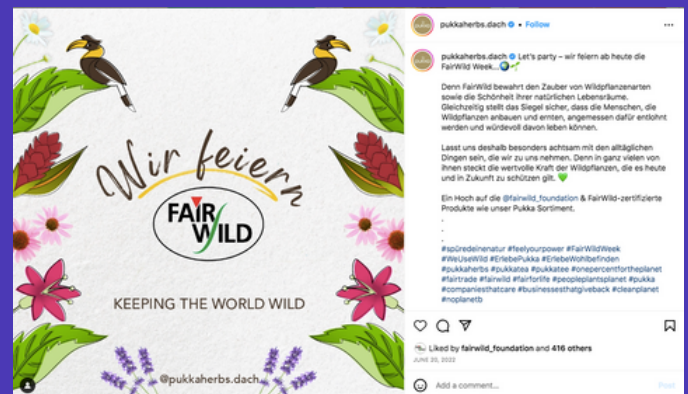 Wir feiern
FAIR
WILD
KEEPING THE WORLD WILD
@pukkaherbs.dach
pukkaherbs.dach • Follow
pukkaherbs.dach Let's party – wir feiern ab heute die
FairWild Week...🌍🌱
Denn FairWild bewahrt den Zauber von Wildpflanzenarten
sowie die Schönheit ihrer natürlichen Lebensräume.
Gleichzeitig stellt das Siegel sicher, dass die Menschen, die
Wildpflanzen anbauen und ernten, angemessen dafür entlohnt
werden und würdevoll davon leben können.
Lasst uns deshalb besonders achtsam mit den alltäglichen
Dingen sein, die wir zu uns nehmen. Denn in ganz vielen von
ihnen steckt die wertvolle Kraft der Wildpflanzen, die es heute
und in Zukunft zu schützen gilt. 💚
Ein Hoch auf die @fairwild_foundation & FairWild-zertifizierte
Produkte wie unser Pukka Sortiment.
.
.
.
#spüredeinenatur #feelyourpower #FairWildWeek
#WeUseWild #ErlebePukka #ErlebeWohlbefinden
#pukkaherbs #pukkatea #pukkatee #onepercentfortheplanet
#fairtrade #fairwild #fairforlife #peopleplantsplanet #pukka
#companiesthatcare #businessesthatgiveback #cleanplanet
#noplanetb
Liked by fairwild_foundation and 416 others
JUNE 20, 2022
Add a comment...
Post